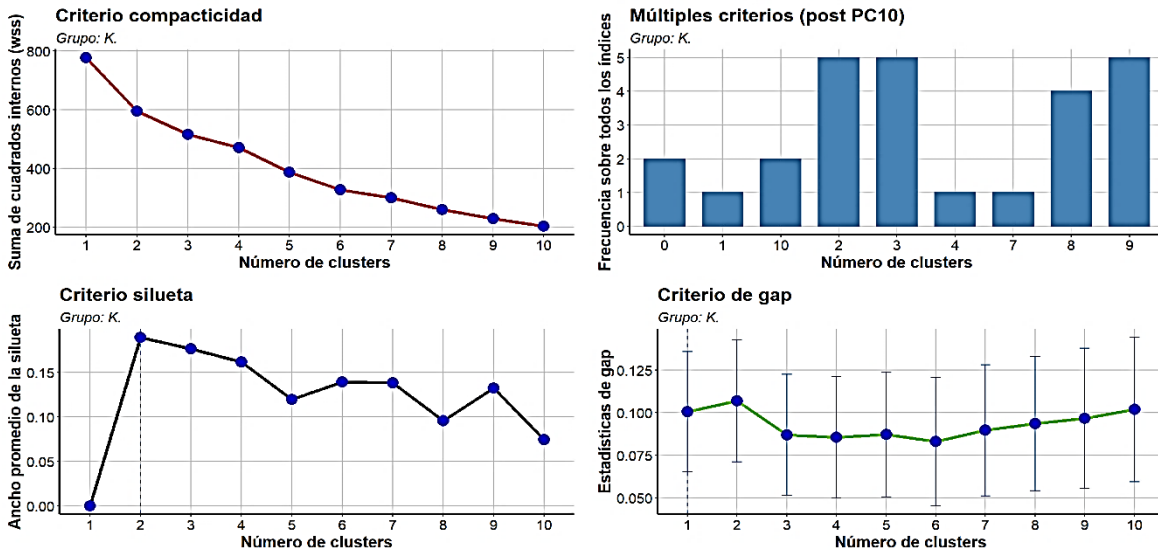 Criterio compacticidad
Grupo: K.
Suma de cuadrados internos (wss)
800
600
400
200
1 2 3 4 5 6 7 8 9 10
Número de clusters
Múltiples criterios (post PC10)
Grupo: K.
Frecuencia sobre todos los índices
5
4
3
2
1
0
0 1 10 2 3 4 7 8 9
Número de clusters
Criterio silueta
Grupo: K.
Ancho promedio de la silueta
0.15
0.10
0.05
0.00
1 2 3 4 5 6 7 8 9 10
Número de clusters
Criterio de gap
Grupo: K.
Estadísticas de gap
0.125
0.100
0.075
0.050
1 2 3 4 5 6 7 8 9 10
Número de clusters